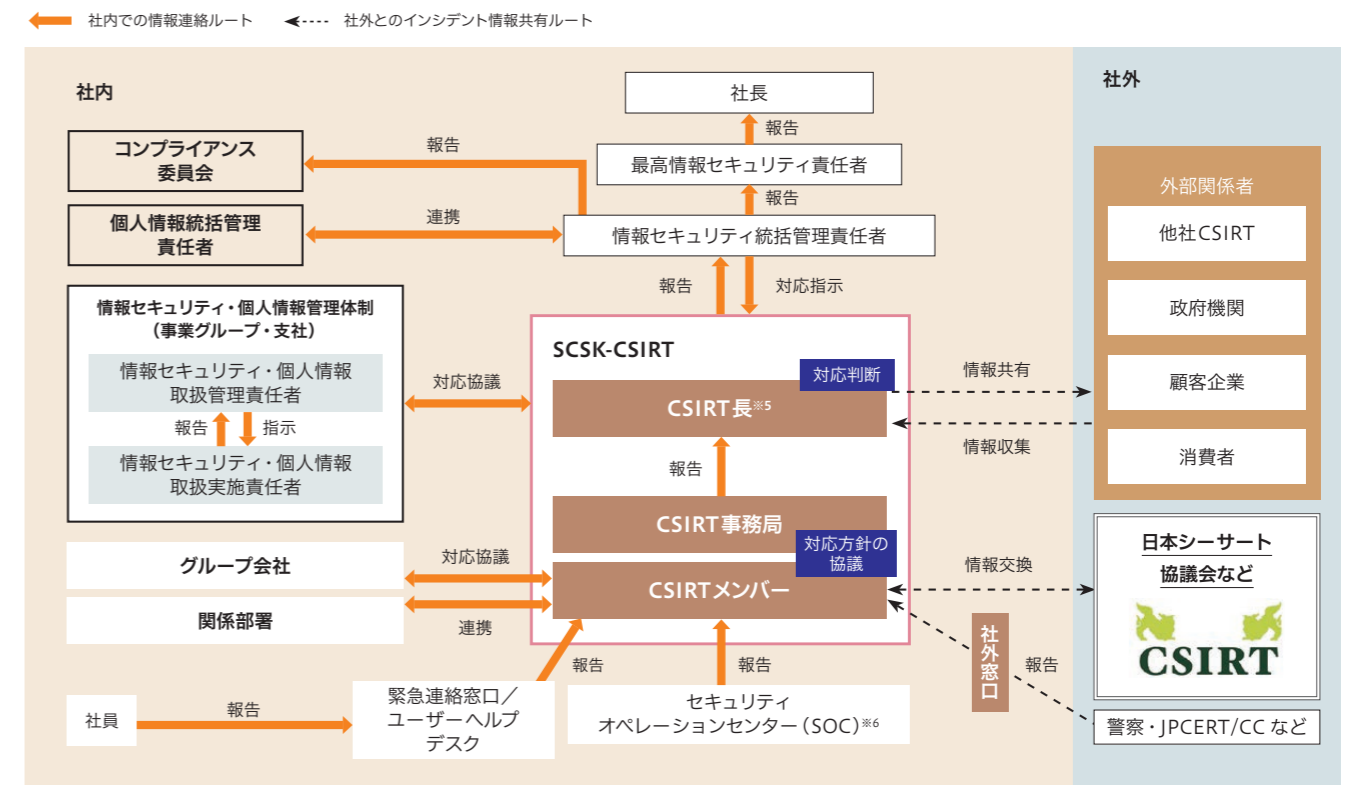 社内での情報連絡ルート
社外とのインシデント情報共有ルート
社内
社長
報告
最高情報セキュリティ責任者
報告
コンプライアンス
委員会
報告
個人情報統括管理
責任者
連携
情報セキュリティ統括管理責任者
報告
対応指示
情報セキュリティ・個人情報管理体制
（事業グループ・支社）
情報セキュリティ・個人情報
取扱管理責任者
報告
指示
情報セキュリティ・個人情報
取扱実施責任者
対応協議
SCSK-CSIRT
対応判断
CSIRT長※5
報告
CSIRT事務局
対応方針の
協議
CSIRTメンバー
グループ会社
対応協議
関係部署
連携
社員
報告
緊急連絡窓口／
ユーザーヘルプ
デスク
報告
セキュリティ
オペレーションセンター（SOC）※6
報告
社外
外部関係者
他社CSIRT
政府機関
顧客企業
消費者
情報共有
情報収集
情報交換
日本シーサート
協議会など
CSIRT
社外窓口
報告
警察・JPCERT/CC など